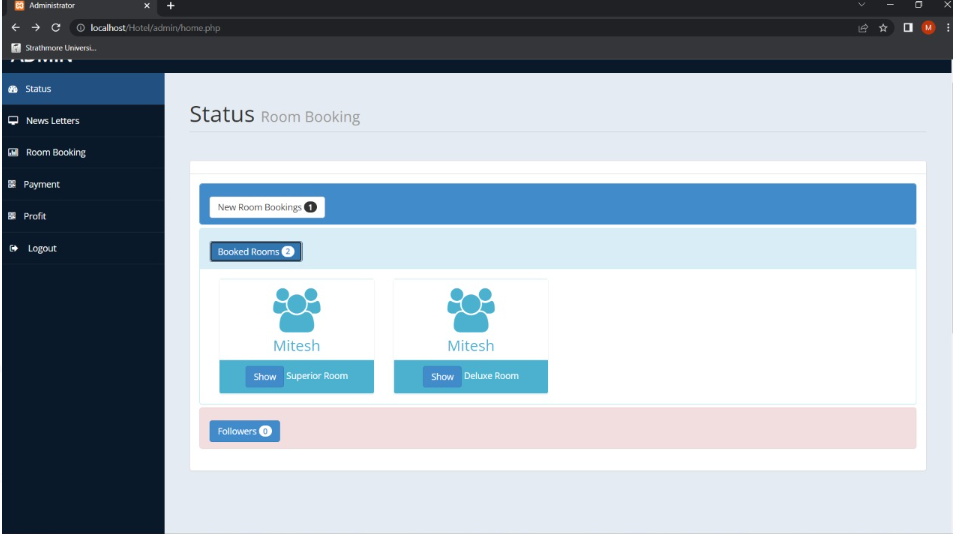 Administrator
localhost/Hotel/admin/home.php
M
Strathmore Universi...
ADMIN
Status
News Letters
Room Booking
Payment
Profit
Logout
Status Room Booking
New Room Bookings 1
Booked Rooms 2
Mitesh
Show Superior Room
Mitesh
Show Deluxe Room
Followers 0